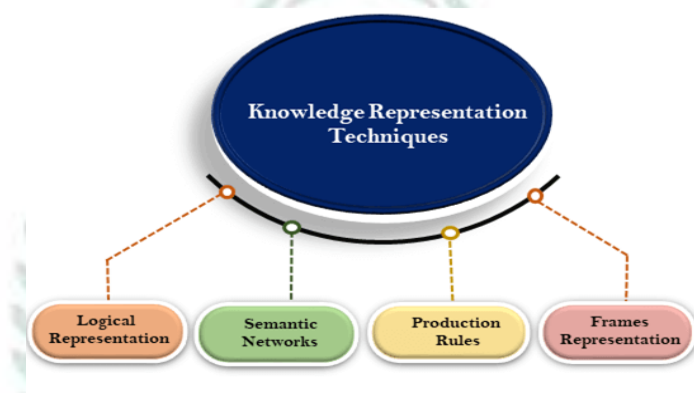 Knowledge Representation
Techniques
Logical
Representation
Semantic
Networks
Production
Rules
Frames
Representation